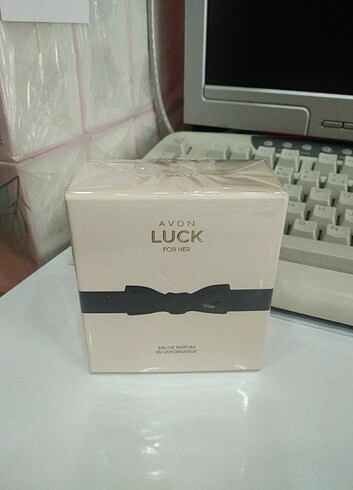 AVON
LUCK
FOR HER
EAU DE PARFUM
EN VAPORISATEUR